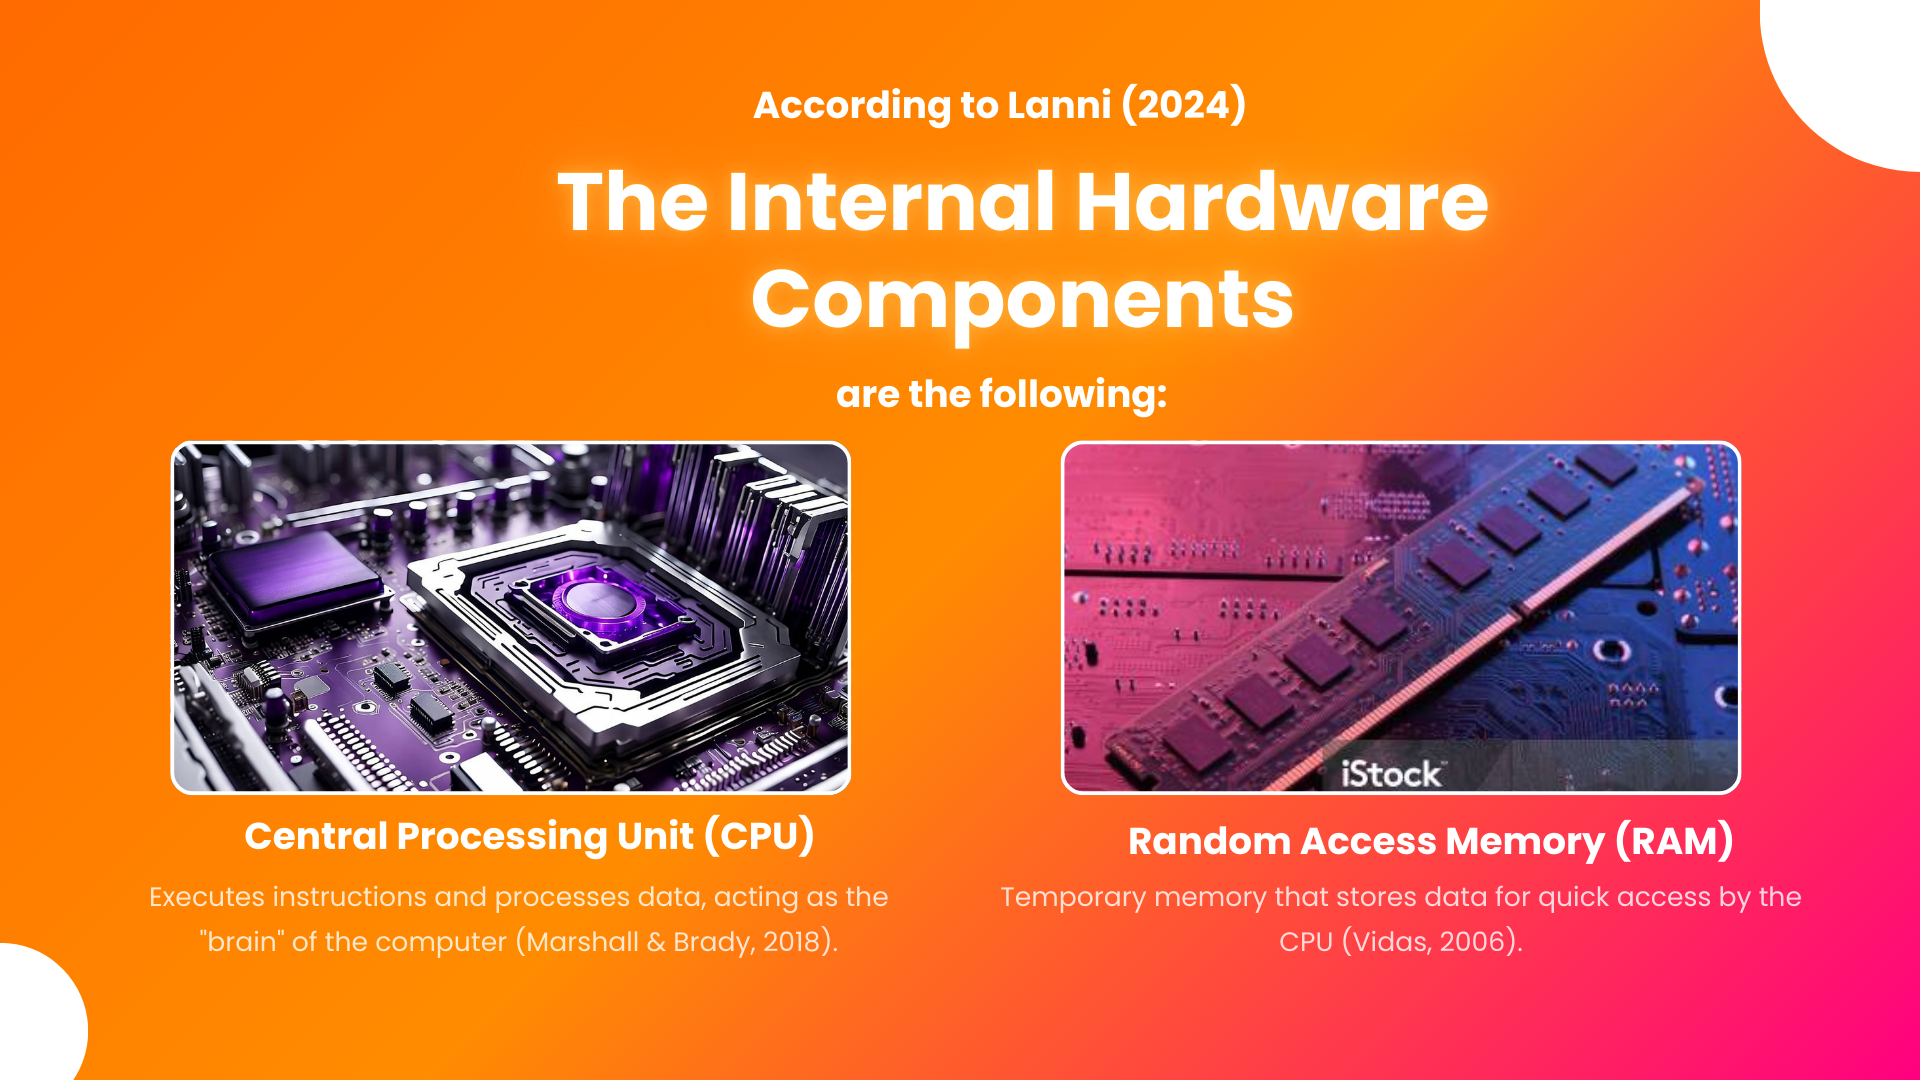 According to Lanni (2024)
The Internal Hardware
Components
are the following:
iStock™
Central Processing Unit (CPU)
Executes instructions and processes data, acting as the
"brain" of the computer (Marshall & Brady, 2018).
Random Access Memory (RAM)
Temporary memory that stores data for quick access by the
CPU (Vidas, 2006).